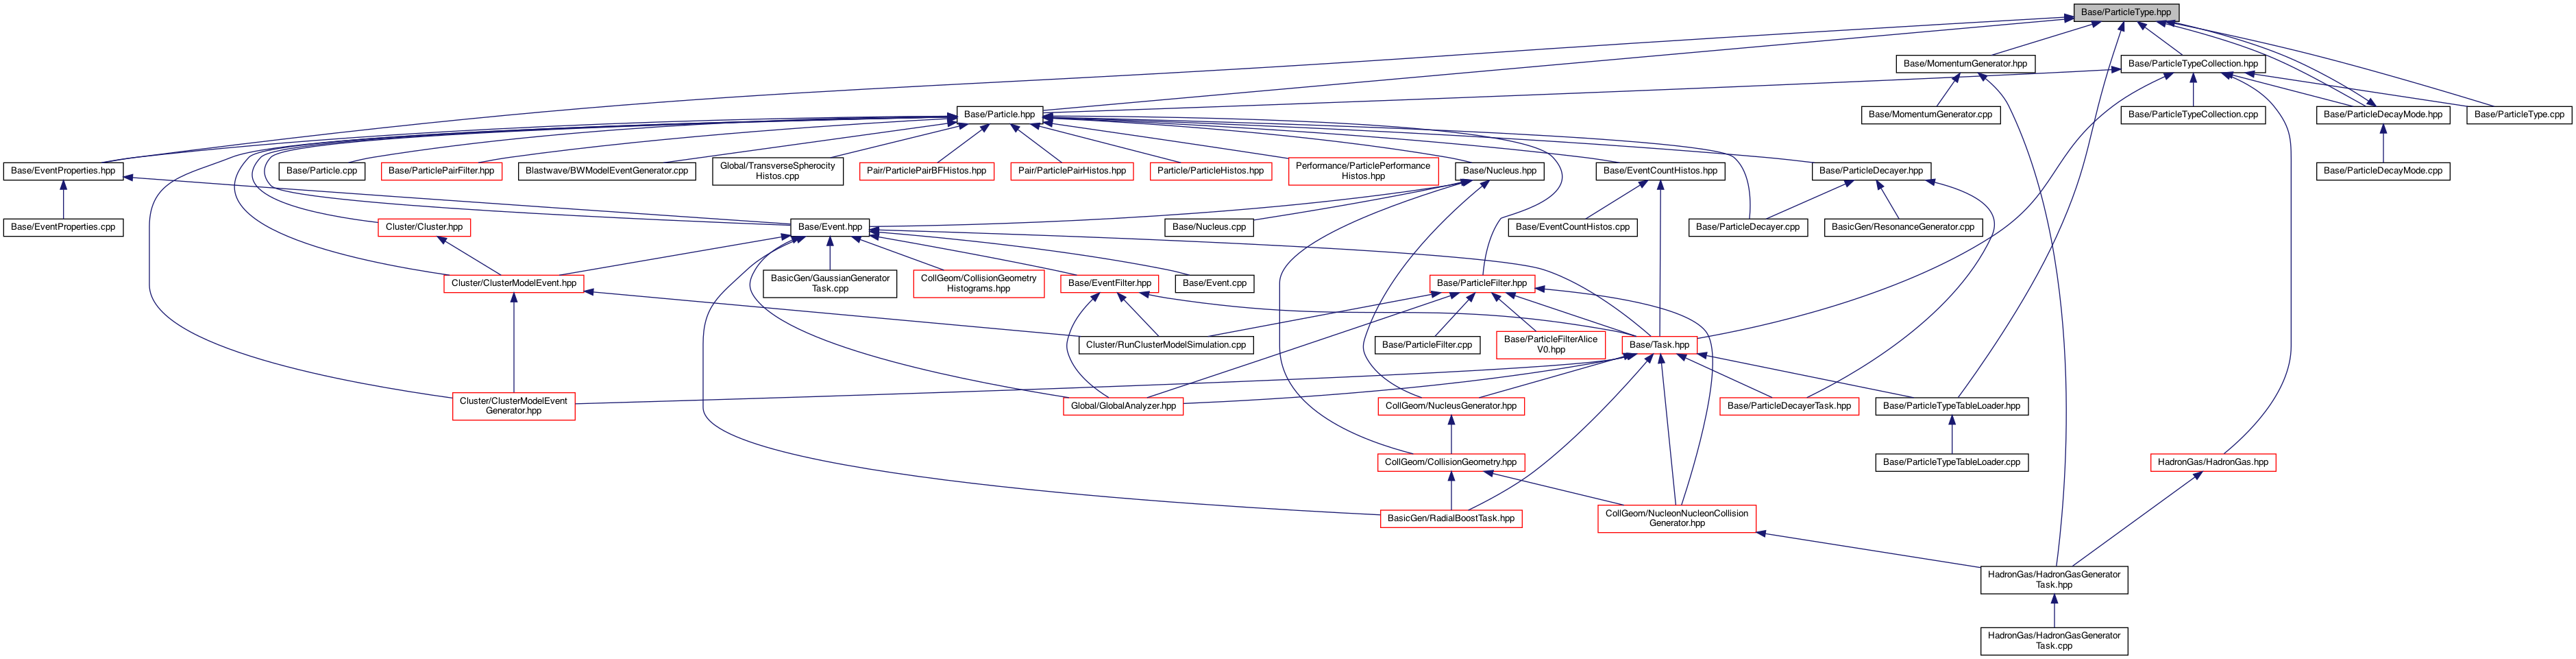 Base/ParticleType.hpp
Base/MomentumGenerator.hpp
Base/ParticleTypeCollection.hpp
Base/Particle.hpp
Base/MomentumGenerator.cpp
Base/ParticleTypeCollection.cpp
Base/ParticleDecayMode.hpp
Base/ParticleType.cpp
Base/EventProperties.hpp
Base/Particle.cpp
Base/ParticlePairFilter.hpp
Blastwave/BWModelEventGenerator.cpp
Global/TransverseSpherocity
Histos.cpp
Pair/ParticlePairBFHistos.hpp
Pair/ParticlePairHistos.hpp
Particle/ParticleHistos.hpp
Performance/ParticlePerformance
Histos.hpp
Base/Nucleus.hpp
Base/EventCountHistos.hpp
Base/ParticleDecayer.hpp
Base/ParticleDecayMode.cpp
Base/EventProperties.cpp
Cluster/Cluster.hpp
Base/Event.hpp
Base/Nucleus.cpp
Base/EventCountHistos.cpp
Base/ParticleDecayer.cpp
BasicGen/ResonanceGenerator.cpp
Cluster/ClusterModelEvent.hpp
BasicGen/GaussianGenerator
Task.cpp
CollGeom/CollisionGeometry
Histograms.hpp
Base/EventFilter.hpp
Base/Event.cpp
Base/ParticleFilter.hpp
Cluster/RunClusterModelSimulation.cpp
Base/ParticleFilter.cpp
Base/ParticleFilterAlice
V0.hpp
Base/Task.hpp
Cluster/ClusterModelEvent
Generator.hpp
Global/GlobalAnalyzer.hpp
CollGeom/NucleusGenerator.hpp
Base/ParticleDecayerTask.hpp
Base/ParticleTypeTableLoader.hpp
CollGeom/CollisionGeometry.hpp
Base/ParticleTypeTableLoader.cpp
HadronGas/HadronGas.hpp
BasicGen/RadialBoostTask.hpp
CollGeom/NucleonNucleonCollision
Generator.hpp
HadronGas/HadronGasGenerator
Task.hpp
HadronGas/HadronGasGenerator
Task.cpp